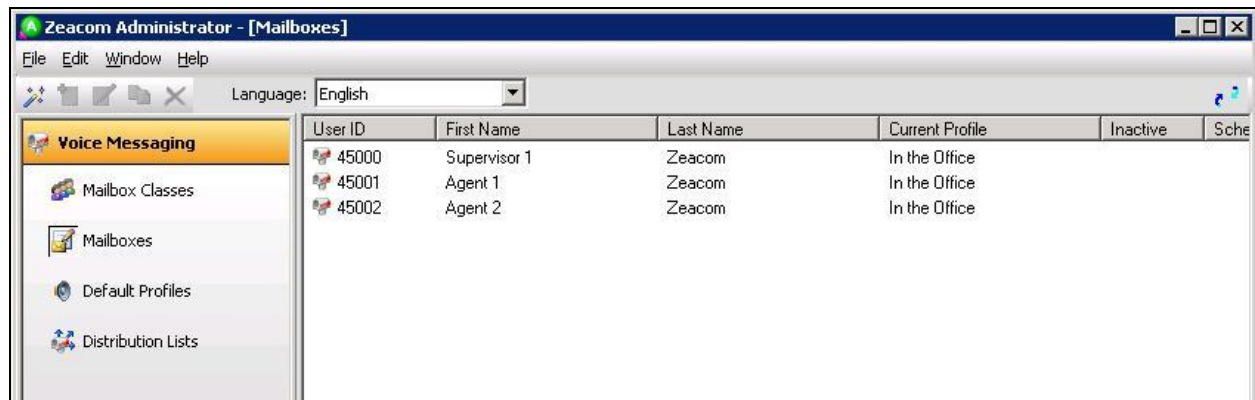 Zeacom Administrator - [Mailboxes]
File Edit Window Help
Language: English
Voice Messaging
Mailbox Classes
Mailboxes
Default Profiles
Distribution Lists
User ID First Name Last Name Current Profile Inactive Sche
45000 Supervisor 1 Zeacom In the Office
45001 Agent 1 Zeacom In the Office
45002 Agent 2 Zeacom In the Office